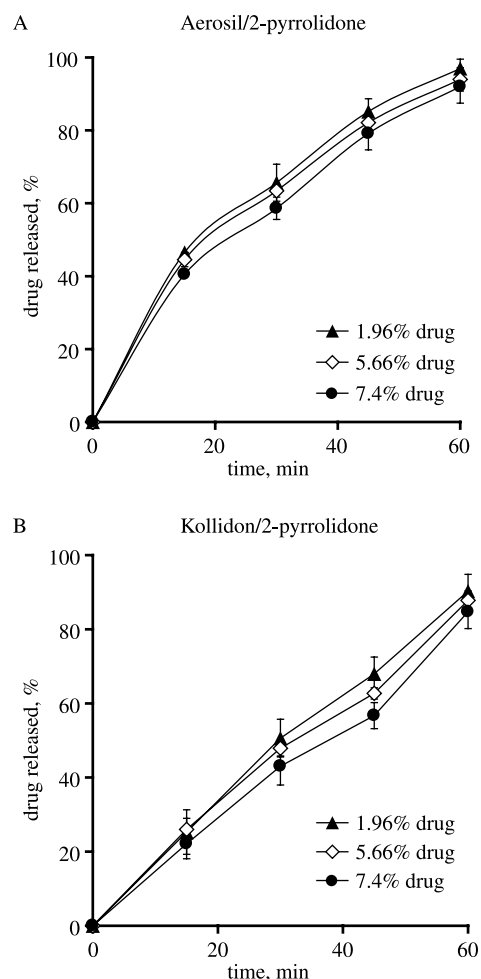 A
Aerosil/2-pyrrolidone
100
80
60
40
20
0
drug released, %
1.96% drug
5.66% drug
7.4% drug
0 20 40 60
time, min
B
Kollidon/2-pyrrolidone
100
80
60
40
20
0
drug released, %
1.96% drug
5.66% drug
7.4% drug
0 20 40 60
time, min